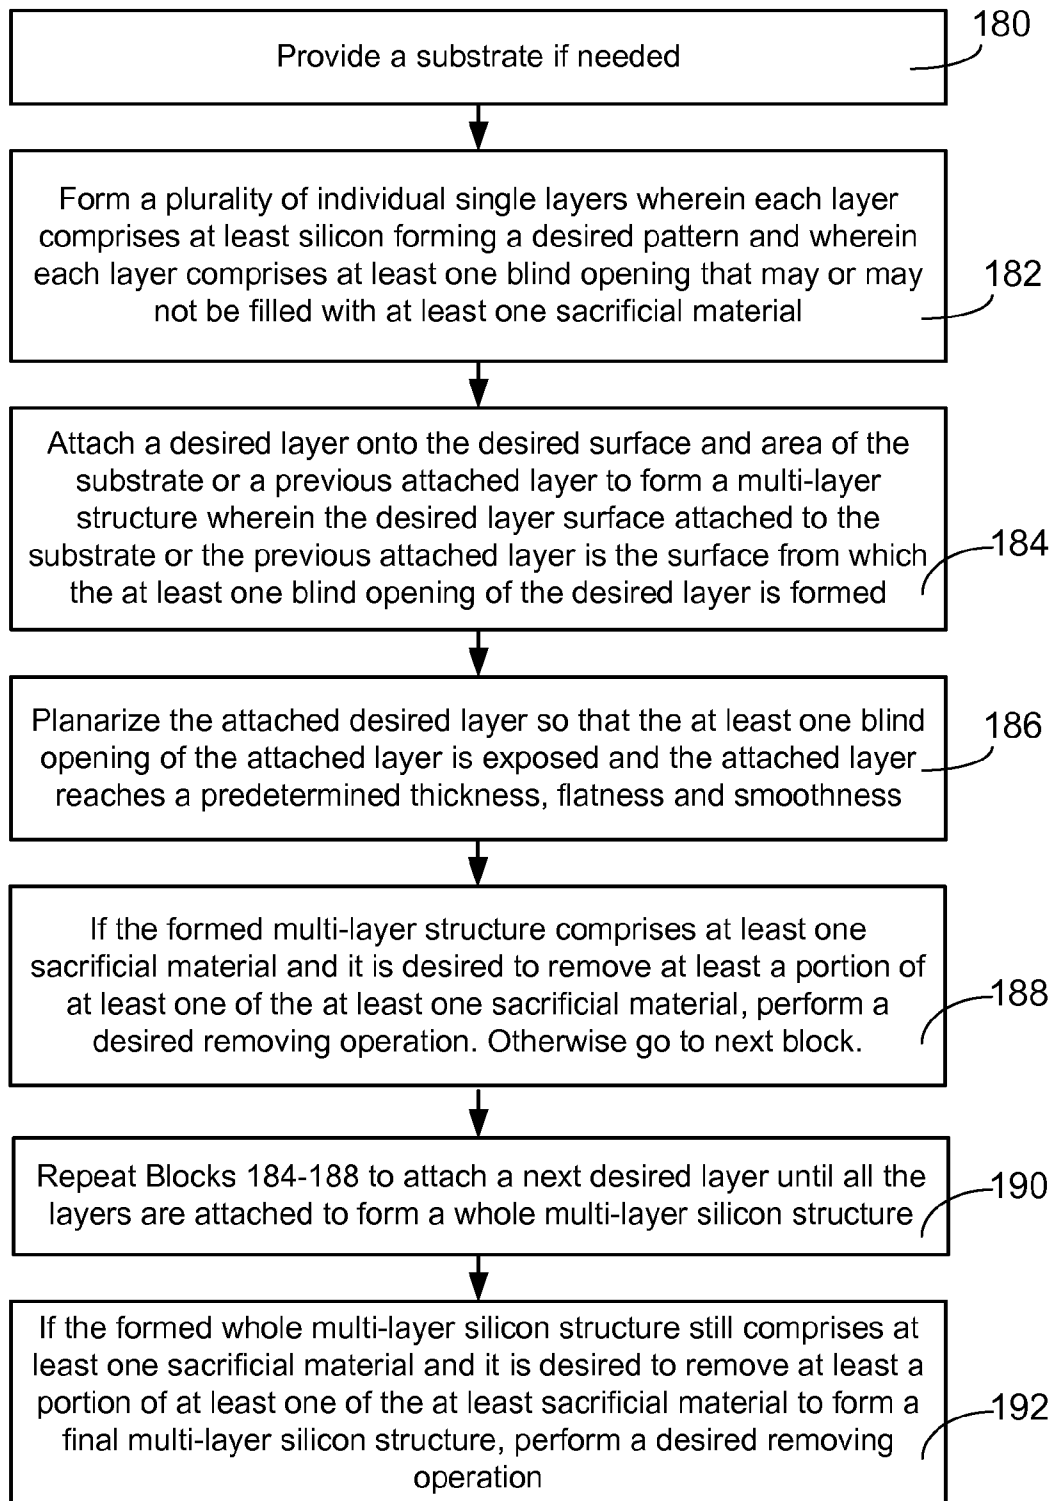 Provide a substrate if needed
180
Form a plurality of individual single layers wherein each layer
comprises at least silicon forming a desired pattern and wherein
each layer comprises at least one blind opening that may or may
not be filled with at least one sacrificial material
182
Attach a desired layer onto the desired surface and area of the
substrate or a previous attached layer to form a multi-layer
structure wherein the desired layer surface attached to the
substrate or the previous attached layer is the surface from which
the at least one blind opening of the desired layer is formed
184
Planarize the attached desired layer so that the at least one blind
opening of the attached layer is exposed and the attached layer
reaches a predetermined thickness, flatness and smoothness
186
If the formed multi-layer structure comprises at least one
sacrificial material and it is desired to remove at least a portion of
at least one of the at least one sacrificial material, perform a
desired removing operation. Otherwise go to next block.
188
Repeat Blocks 184-188 to attach a next desired layer until all the
layers are attached to form a whole multi-layer silicon structure
190
If the formed whole multi-layer silicon structure still comprises at
least one sacrificial material and it is desired to remove at least a
portion of at least one of the at least sacrificial material to form a
final multi-layer silicon structure, perform a desired removing
operation
192